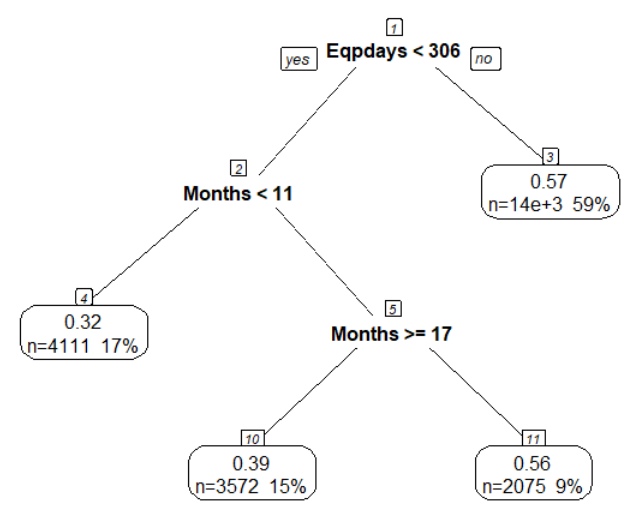 1
yes Eqpdays < 306 no
2
Months < 11
3
0.57
n=14e+3 59%
4
0.32
n=4111 17%
5
Months >= 17
10
0.39
n=3572 15%
11
0.56
n=2075 9%